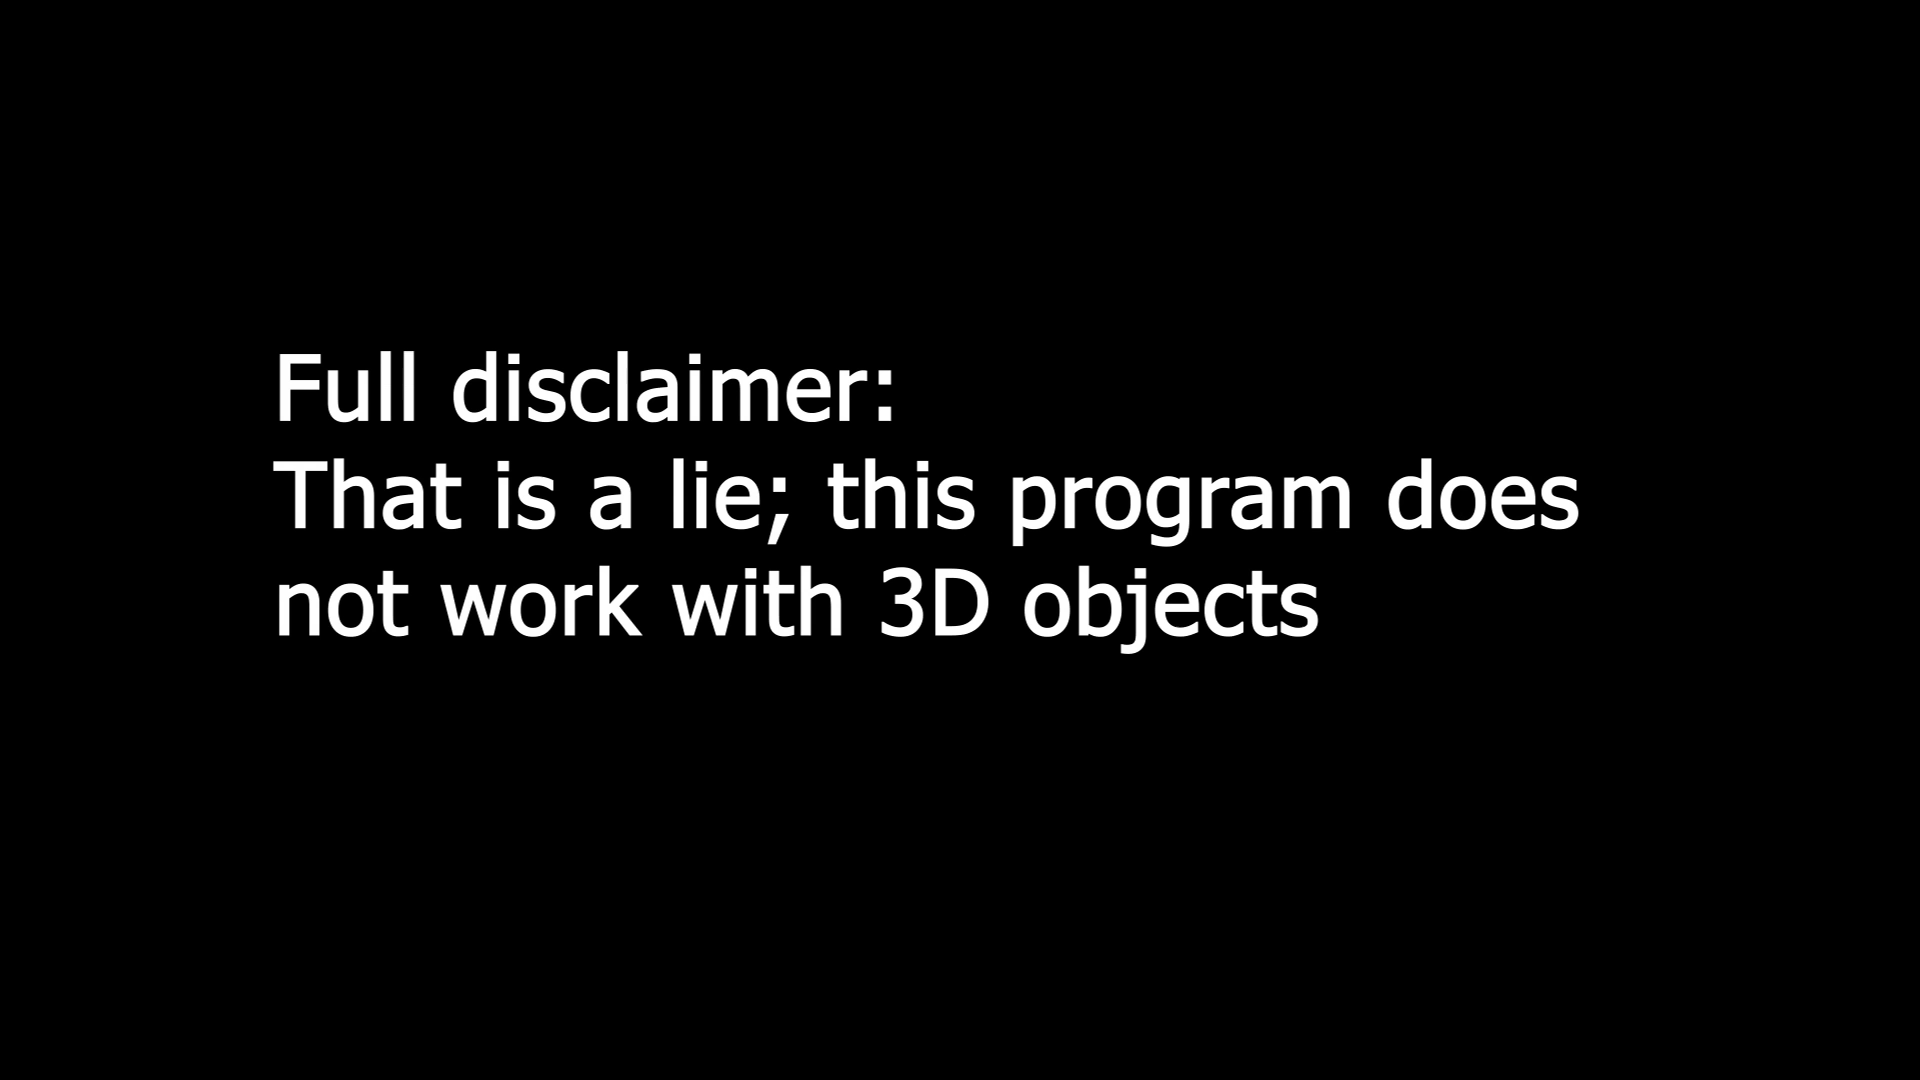 Full disclaimer:
That is a lie; this program does
not work with 3D objects